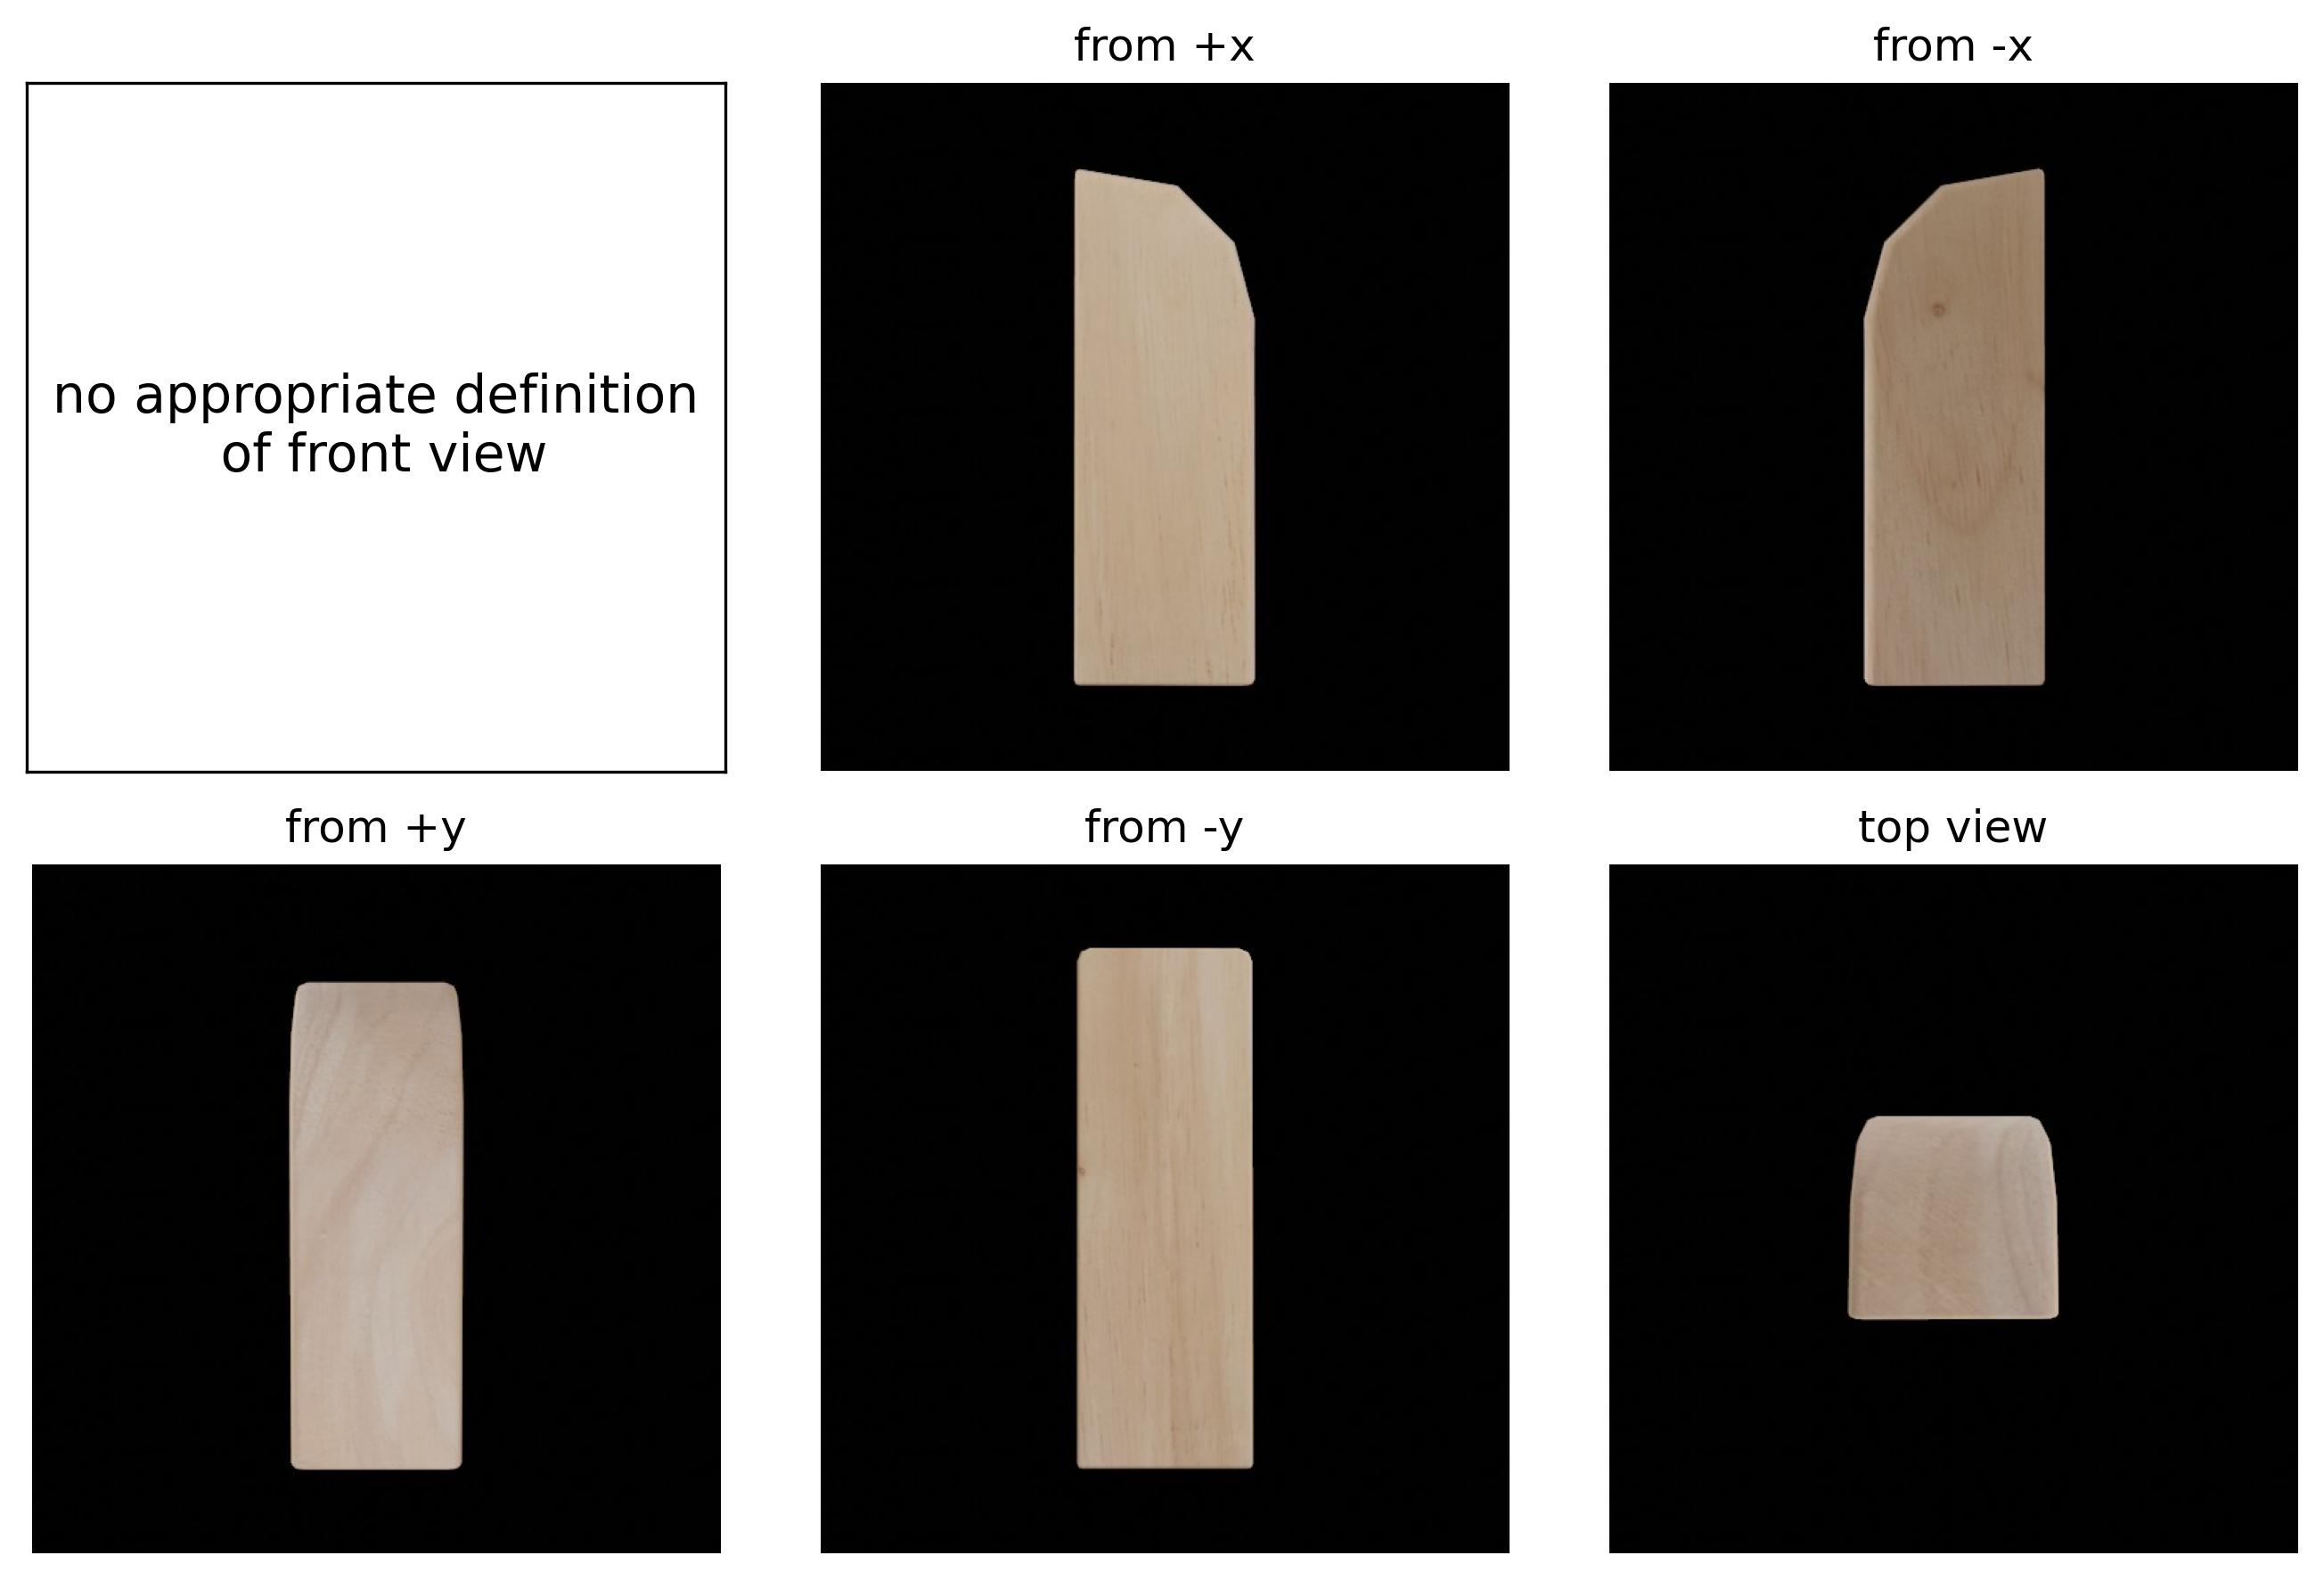 from +x
from -x
no appropriate definition
of front view
from +y
from -y
top view